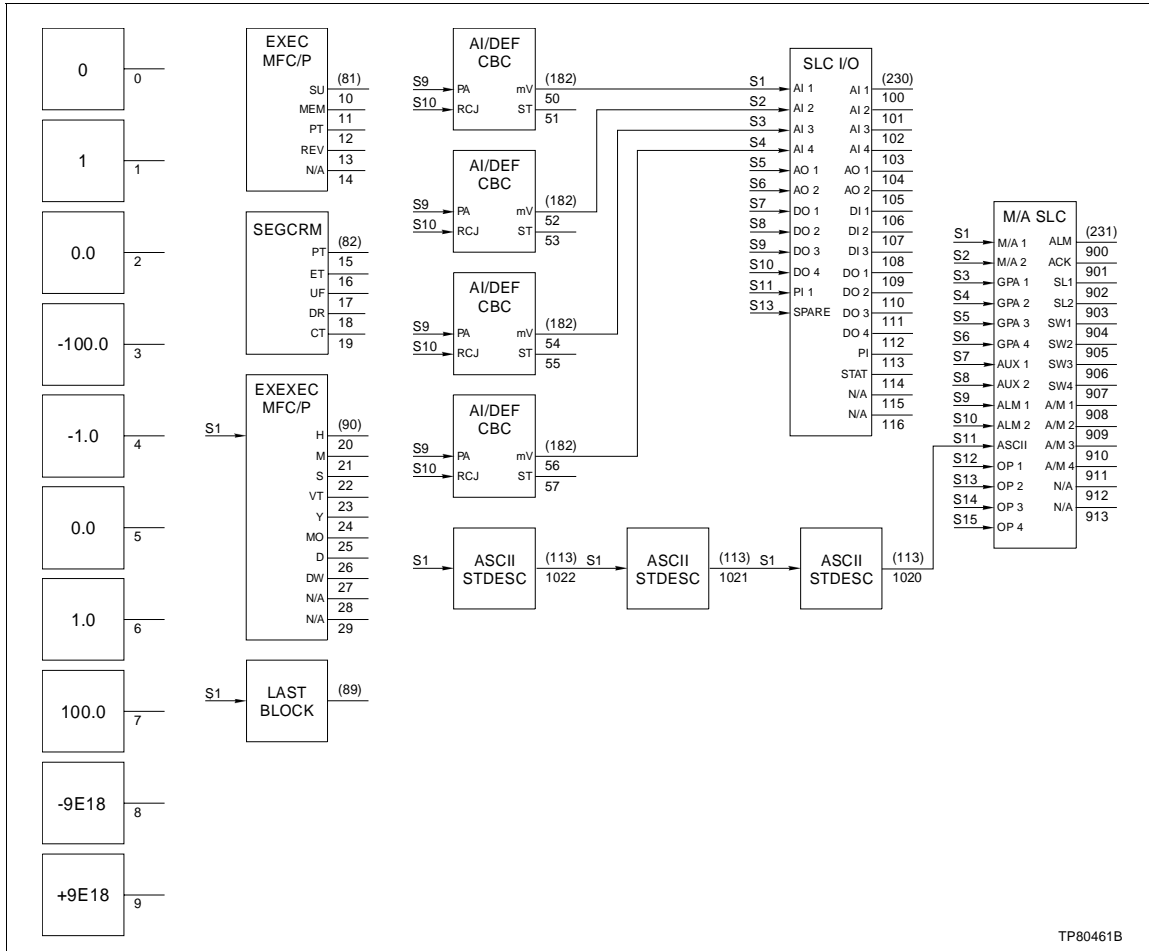 0
0
1
1
0.0
2
-100.0
3
-1.0
4
0.0
5
1.0
6
100.0
7
-9E18
8
+9E18
9
EXEC
MFC/P
(81)
SU
10
MEM
11
PT
12
REV
13
N/A
14
SEGCRM
(82)
PT
15
ET
16
UF
17
DR
18
CT
19
EXEXEC
MFC/P
S1
(90)
H
20
M
21
S
22
VT
23
Y
24
MO
25
D
26
DW
27
N/A
28
N/A
29
S1
LAST
BLOCK
(89)
AI/DEF
CBC
S9 PA mV (182)
50
S10 RCJ ST
51
AI/DEF
CBC
S9 PA mV (182)
52
S10 RCJ ST
53
AI/DEF
CBC
S9 PA mV (182)
54
S10 RCJ ST
55
AI/DEF
CBC
S9 PA mV (182)
56
S10 RCJ ST
57
S1
ASCII
STDESC
(113)
1022
S1
ASCII
STDESC
(113)
1021
S1
ASCII
STDESC
(113)
1020
SLC I/O
S1 AI 1 AI 1 (230)
100
S2 AI 2 AI 2
101
S3 AI 3 AI 3
102
S4 AI 4 AI 4
103
S5 AO 1 AO 1
104
S6 AO 2 AO 2
105
S7 DO 1 DI 1
106
S8 DO 2 DI 2
107
S9 DO 3 DI 3
108
S10 DO 4 DO 1
109
S11 PI 1 DO 2
110
S13 SPARE DO 3
111
DO 4
112
PI
113
STAT
114
N/A
115
N/A
116
M/A SLC
S1 M/A 1 ALM (231)
900
S2 M/A 2 ACK
901
S3 GPA 1 SL1
902
S4 GPA 2 SL2
903
S5 GPA 3 SW1
904
S6 GPA 4 SW2
905
S7 AUX 1 SW3
906
S8 AUX 2 SW4
907
S9 ALM 1 A/M 1
908
S10 ALM 2 A/M 2
909
S11 ASCII A/M 3
910
S12 OP 1 A/M 4
911
S13 OP 2 N/A
912
S14 OP 3 N/A
913
S15 OP 4
TP80461B